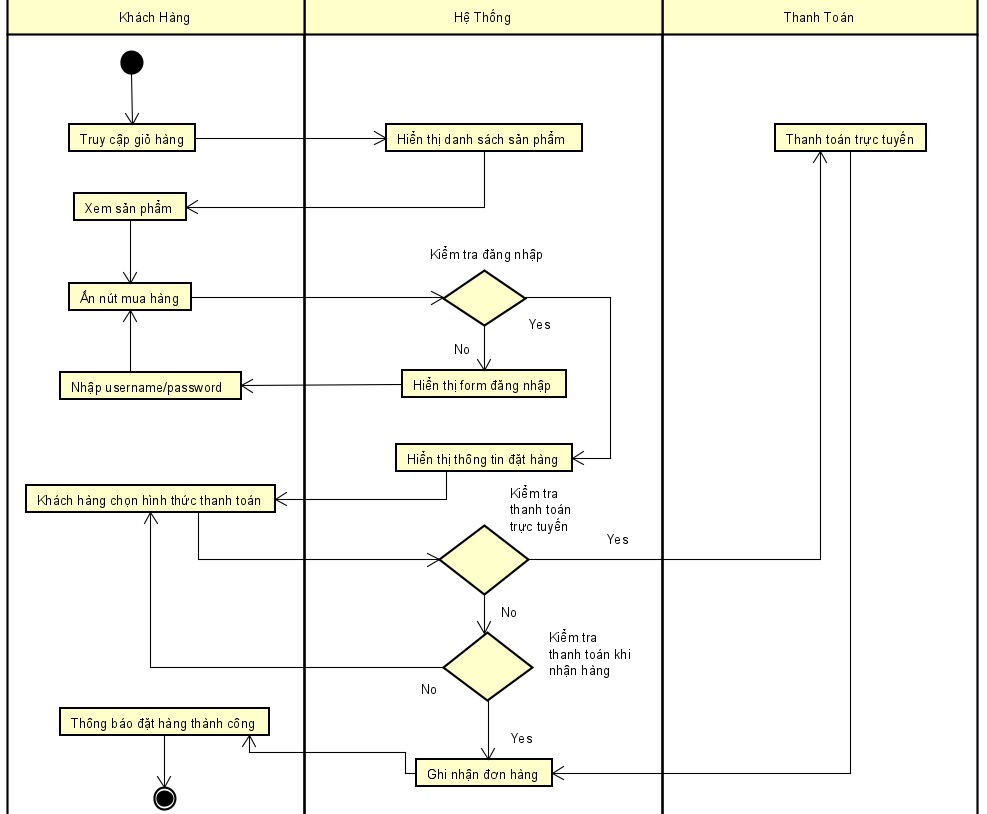 Khách Hàng
Hệ Thống
Thanh Toán
Truy cập giỏ hàng
Hiển thị danh sách sản phẩm
Thanh toán trực tuyến
Xem sản phẩm
Kiểm tra đăng nhập
Ấn nút mua hàng
Yes
No
Nhập username/password
Hiển thị form đăng nhập
Hiển thị thông tin đặt hàng
Khách hàng chọn hình thức thanh toán
Kiểm tra
thanh toán
trực tuyến
Yes
No
Kiểm tra
thanh toán khi
nhận hàng
No
Thông báo đặt hàng thành công
Yes
Ghi nhận đơn hàng